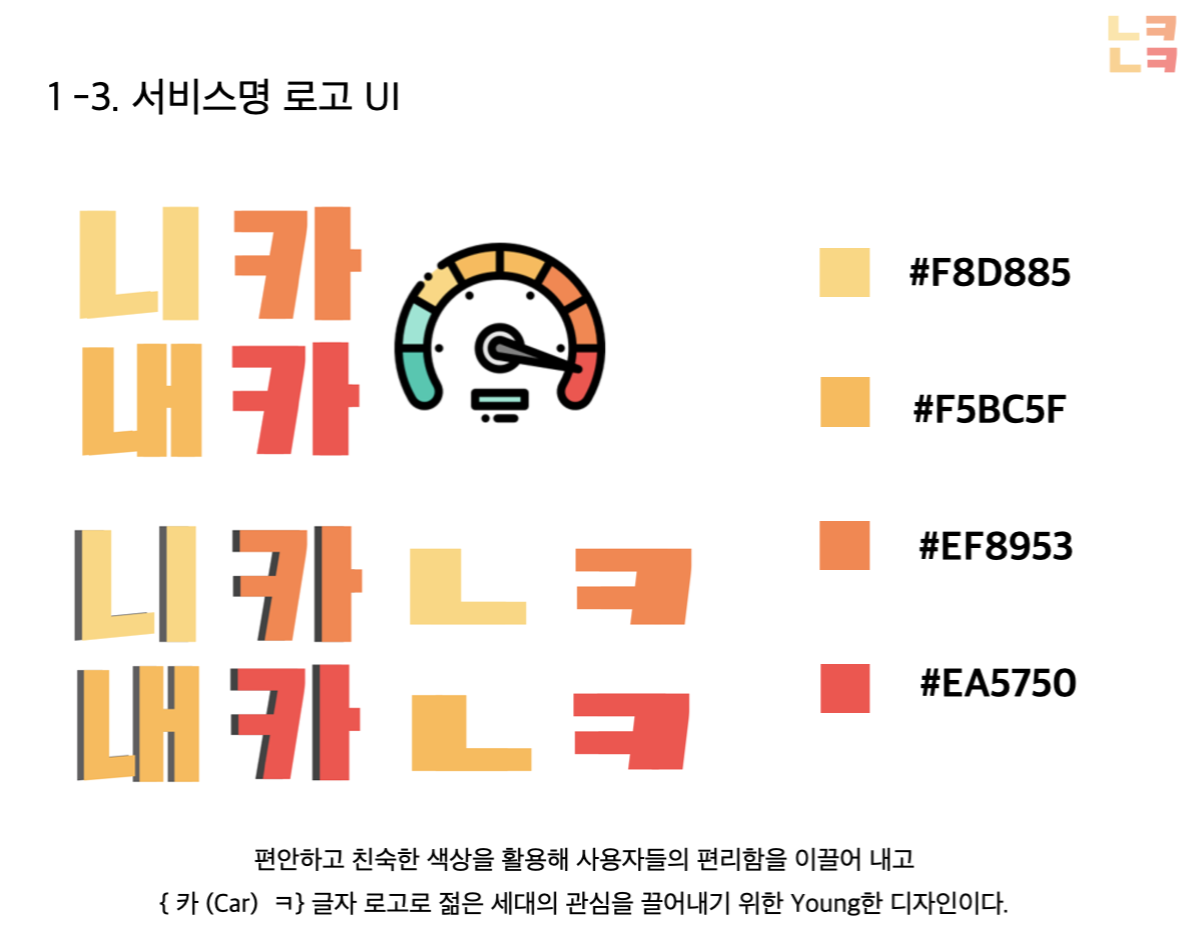 ㄴㅋ
ㄴㅋ
1 -3. 서비스명 로고 UI
니카
내카
#F8D885
#F5BC5F
#EF8953
#EA5750
니카 ㄴㅋ
내카 ㄴㅋ
편안하고 친숙한 색상을 활용해 사용자들의 편리함을 이끌어 내고
{ 카 (Car) ㅋ} 글자 로고로 젊은 세대의 관심을 끌어내기 위한 Young한 디자인이다.